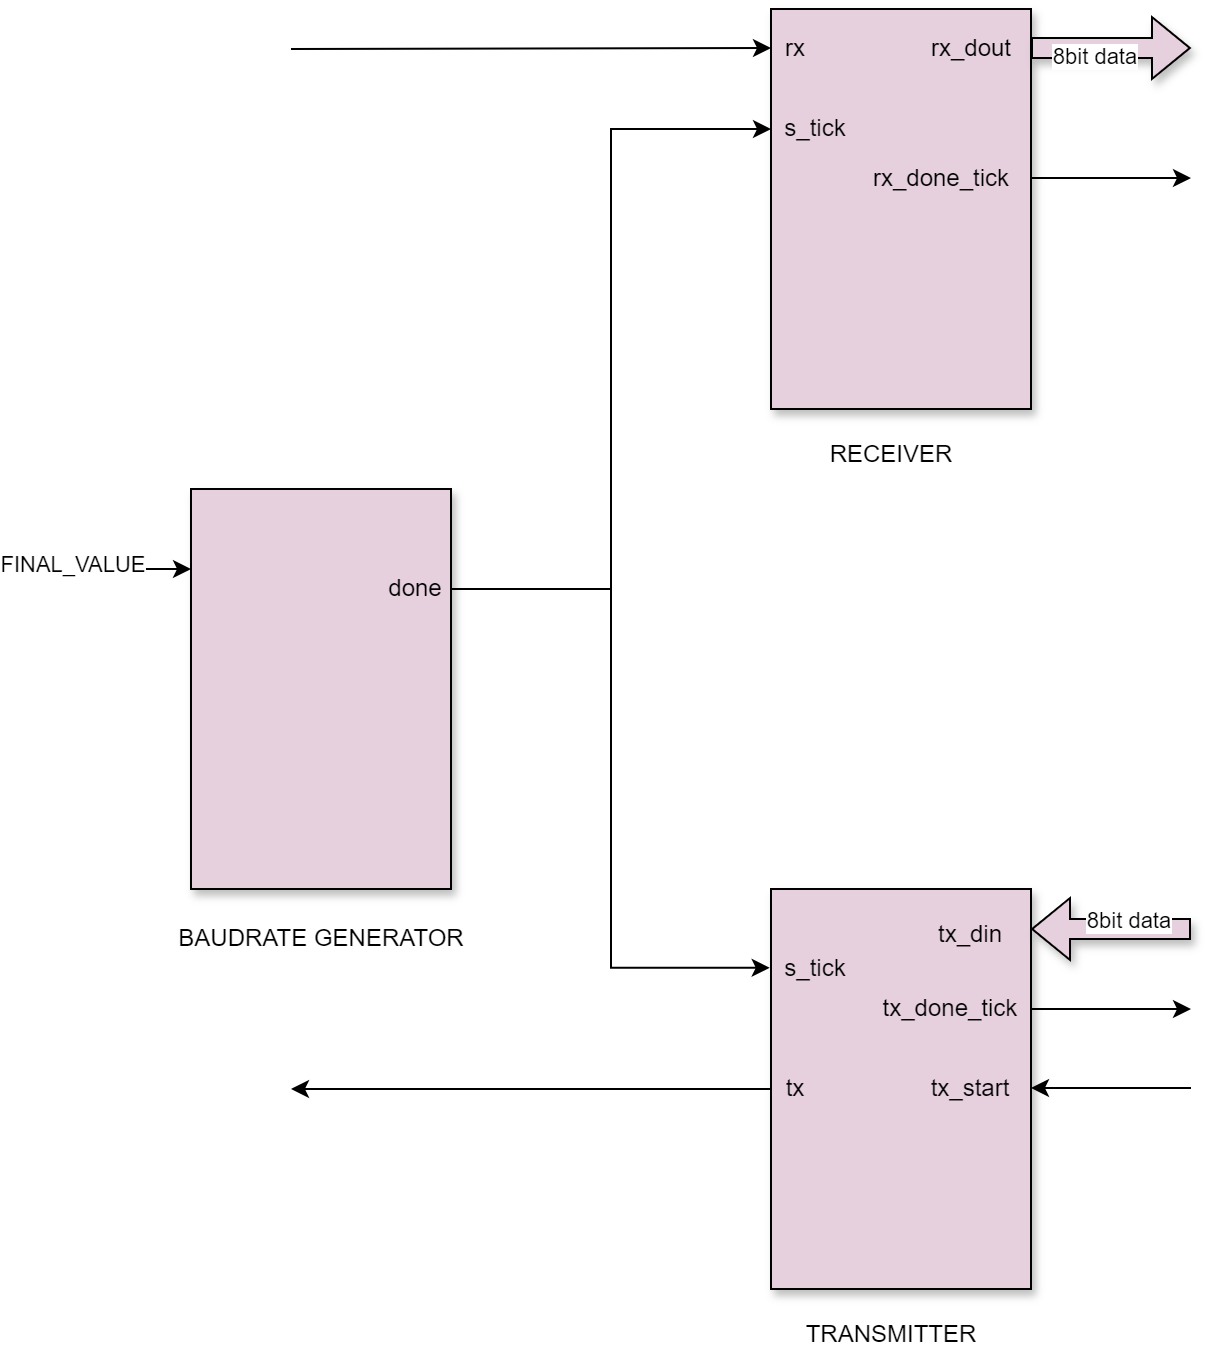 rx
rx_dout
8bit data
s_tick
rx_done_tick
RECEIVER
FINAL_VALUE
done
BAUDRATE GENERATOR
8bit data
tx_din
s_tick
tx_done_tick
tx
tx_start
TRANSMITTER